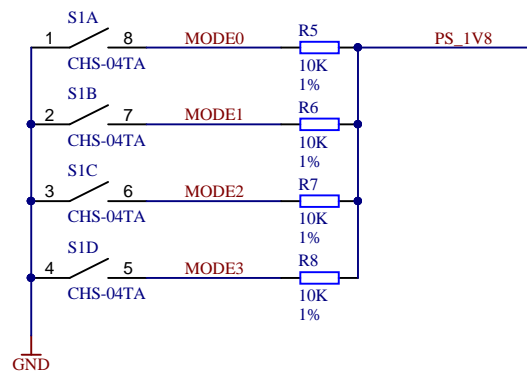 S1A
1 8 MODE0 R5 PS_1V8
CHS-04TA 10K
1%
S1B
2 7 MODE1 R6
CHS-04TA 10K
1%
S1C
3 6 MODE2 R7
CHS-04TA 10K
1%
S1D
4 5 MODE3 R8
CHS-04TA 10K
1%
GND